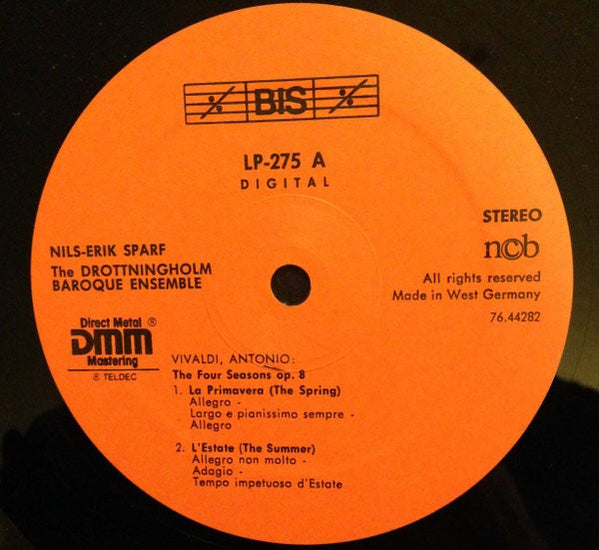 BIS
LP-275 A
DIGITAL
STEREO
ncb
All rights reserved
Made in West Germany
76.44282
NILS-ERIK SPARF
The DROTTNINGHOLM
BAROQUE ENSEMBLE
Direct Metal ®
DMM
Mastering
© TELDEC
VIVALDI, ANTONIO:
The Four Seasons op. 8
1. La Primavera (The Spring)
Allegro -
Largo e pianissimo sempre -
Allegro
2. L'Estate (The Summer)
Allegro non molto -
Adagio -
Tempo impetuoso d'Estate